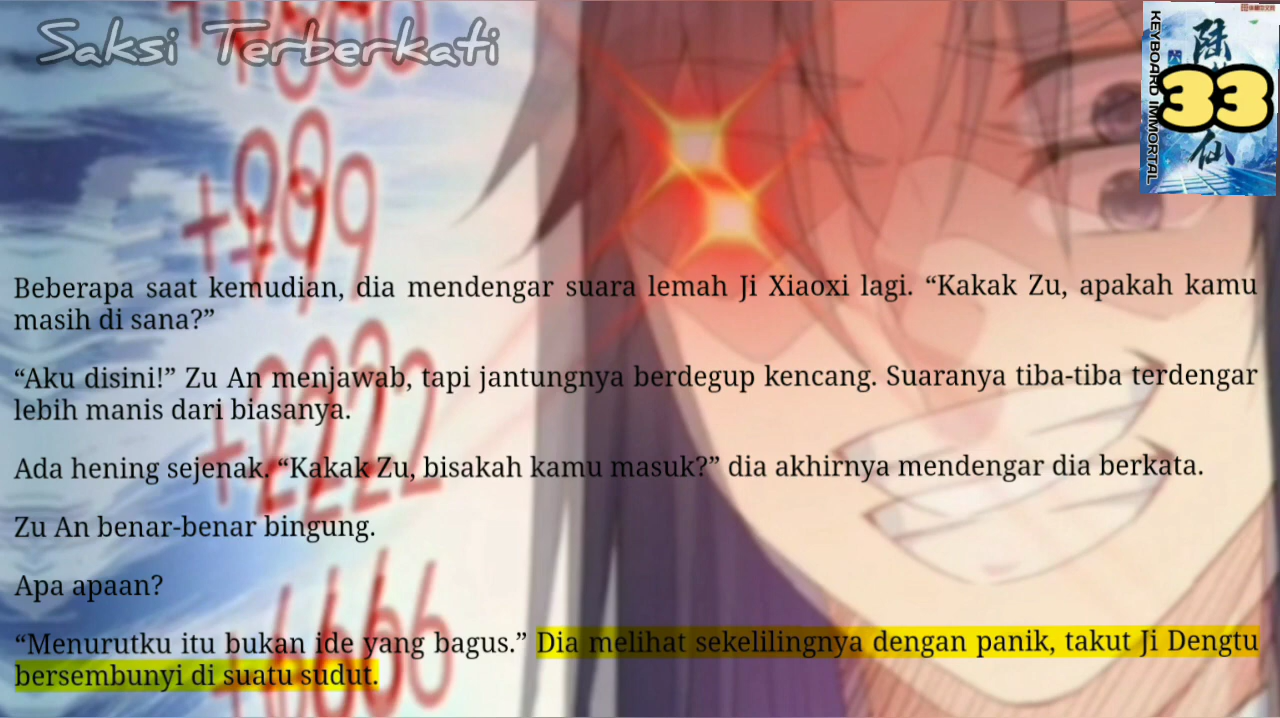 Saksi Terberkati
KEYBOARD IMMORTAL
33
仙
+999
+2222
+6666
Beberapa saat kemudian, dia mendengar suara lemah Ji Xiaoxi lagi. “Kakak Zu, apakah kamu
masih di sana?”
“Aku disini!” Zu An menjawab, tapi jantungnya berdegup kencang. Suaranya tiba-tiba terdengar
lebih manis dari biasanya.
Ada hening sejenak. “Kakak Zu, bisakah kamu masuk?” dia akhirnya mendengar dia berkata.
Zu An benar-benar bingung.
Apa apaan?
“Menurutku itu bukan ide yang bagus.” Dia melihat sekelilingnya dengan panik, takut Ji Dengtu
bersembunyi di suatu sudut.